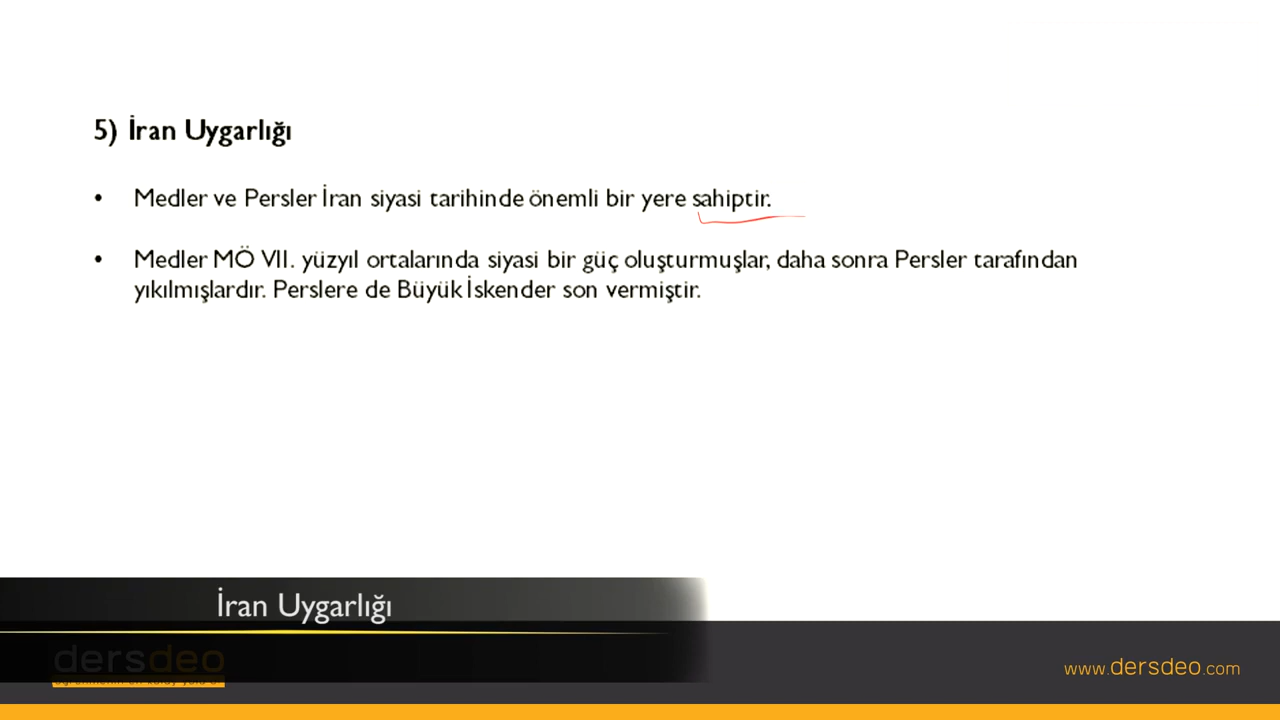 5) İran Uygarlığı
• Medler ve Persler İran siyasi tarihinde önemli bir yere sahiptir.
• Medler MÖ VII. yüzyıl ortalarında siyasi bir güç oluşturmuşlar, daha sonra Persler tarafından
yıkılmışlardır. Perslere de Büyük İskender son vermiştir.
İran Uygarlığı
dersdeo
www.dersdeo.com